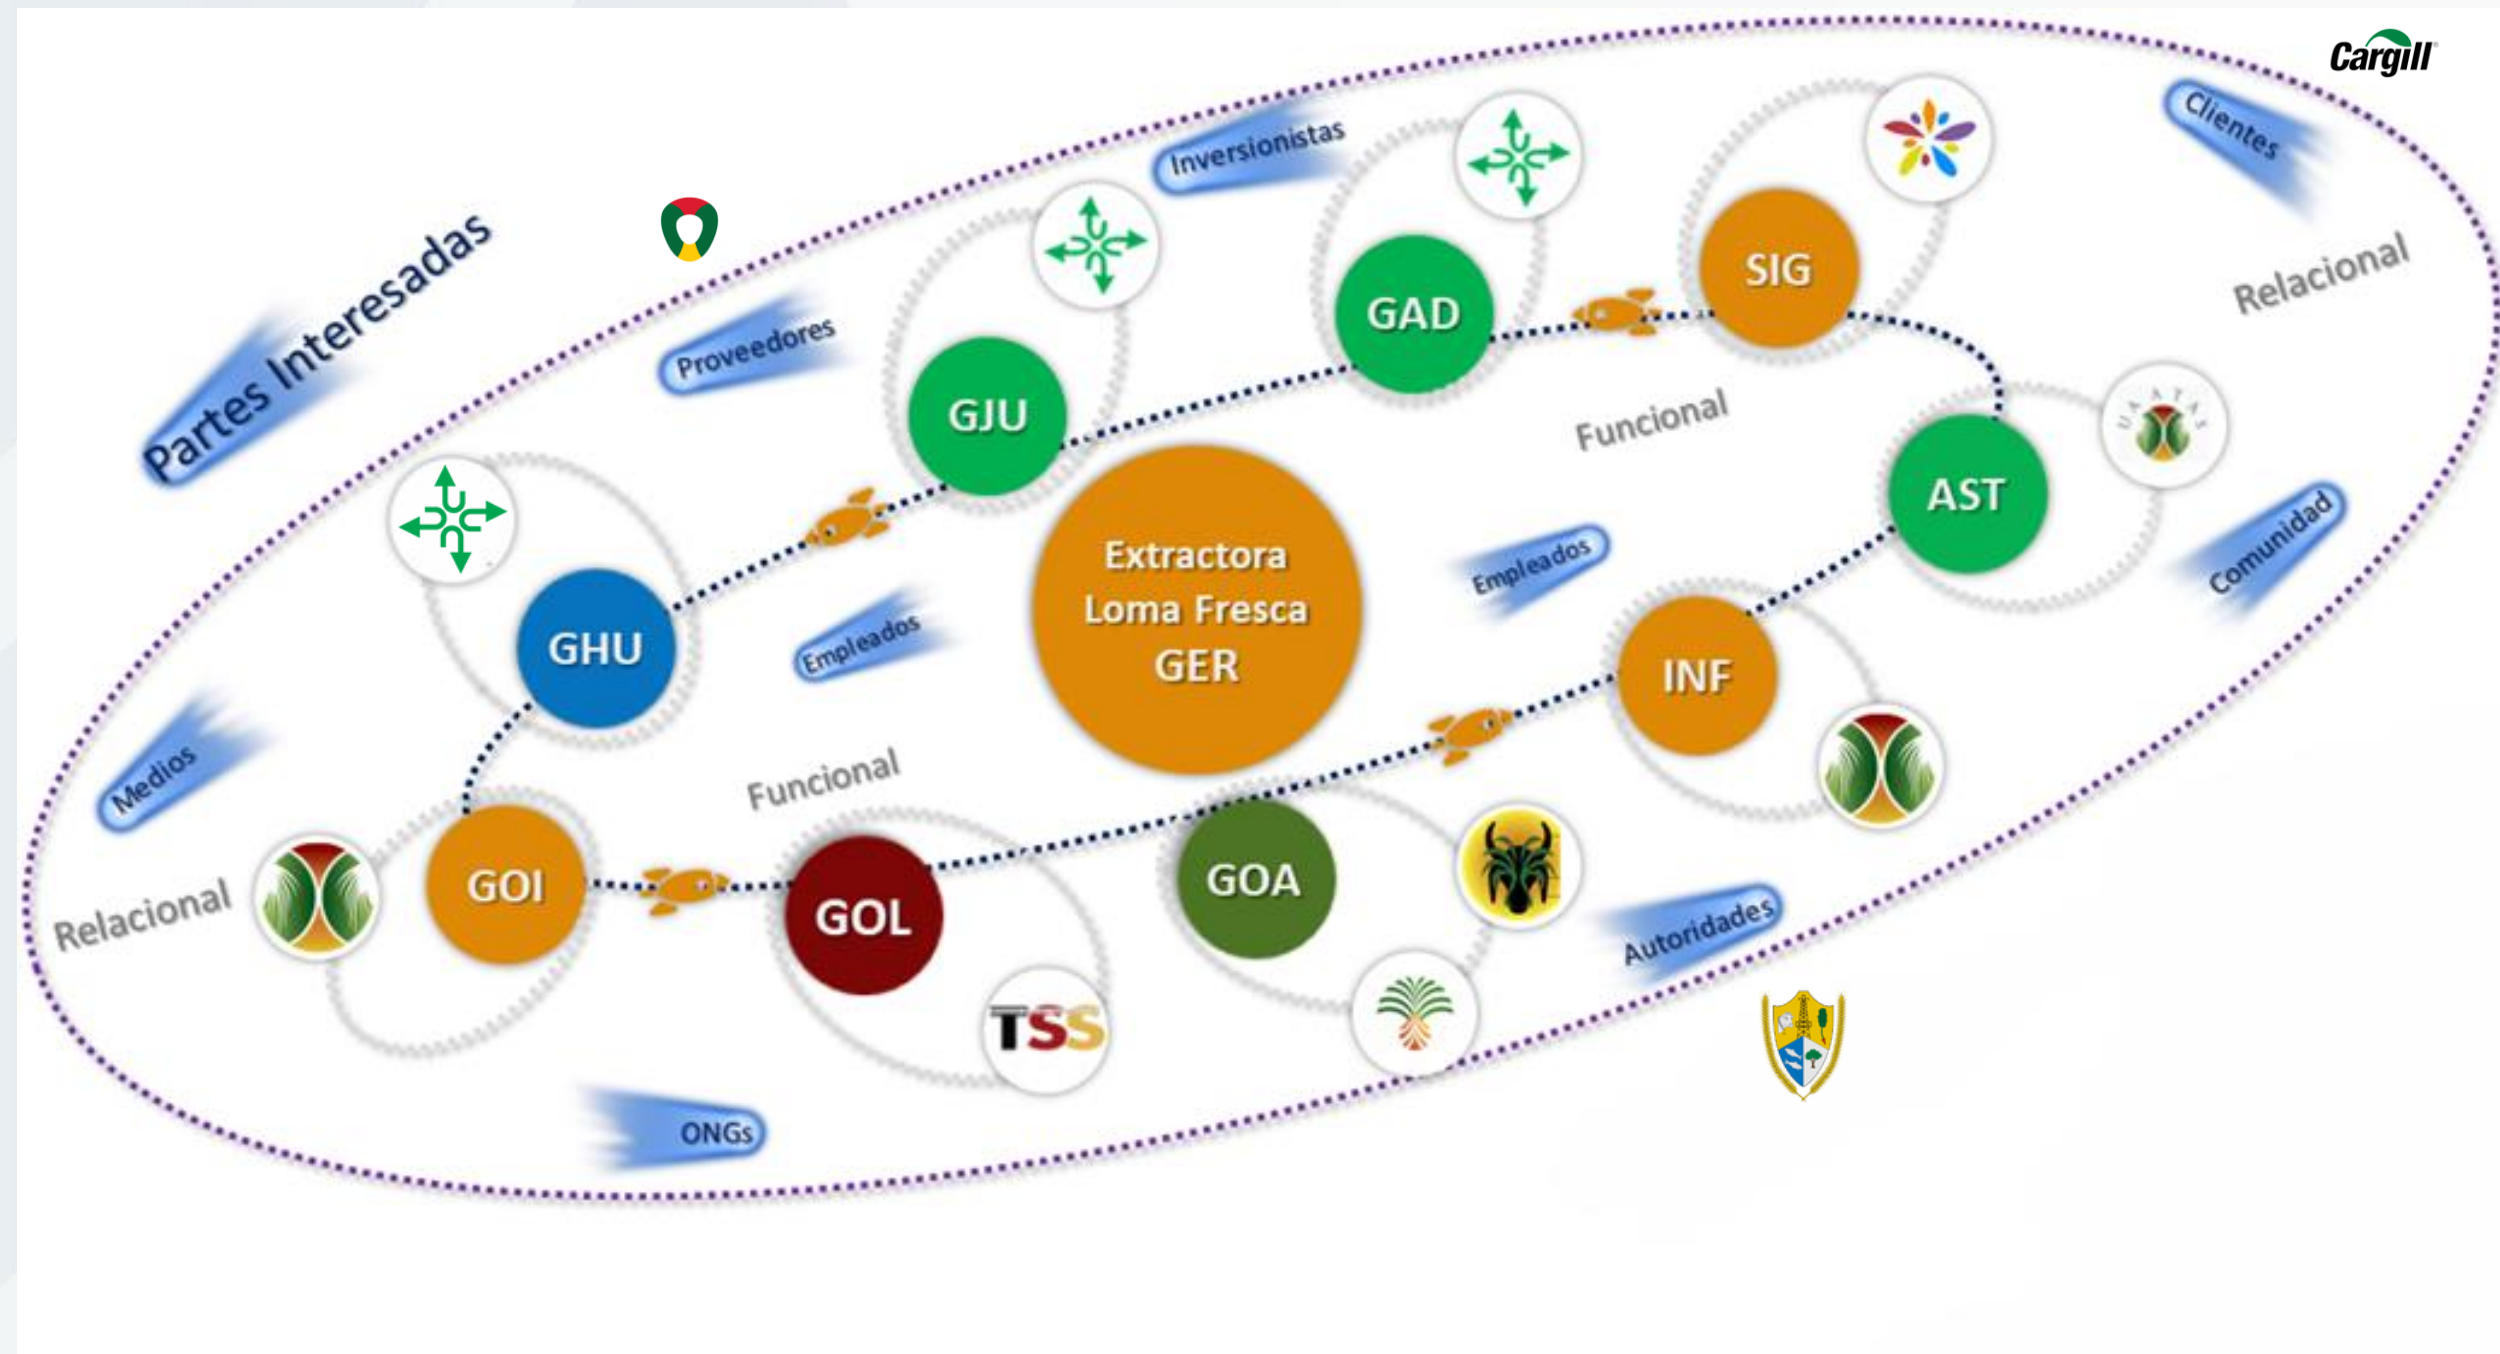 Cargill
Clientes
Inversionistas
Partes Interesadas
Proveedores
SIG
Relacional
GAD
GJU
Funcional
UAATAS
AST
Extractora
Loma Fresca
GER
Empleados
Comunidad
GHU
Empleados
INF
Medios
Funcional
GOI
GOL
GOA
Relacional
Autoridades
TSS
ONGs